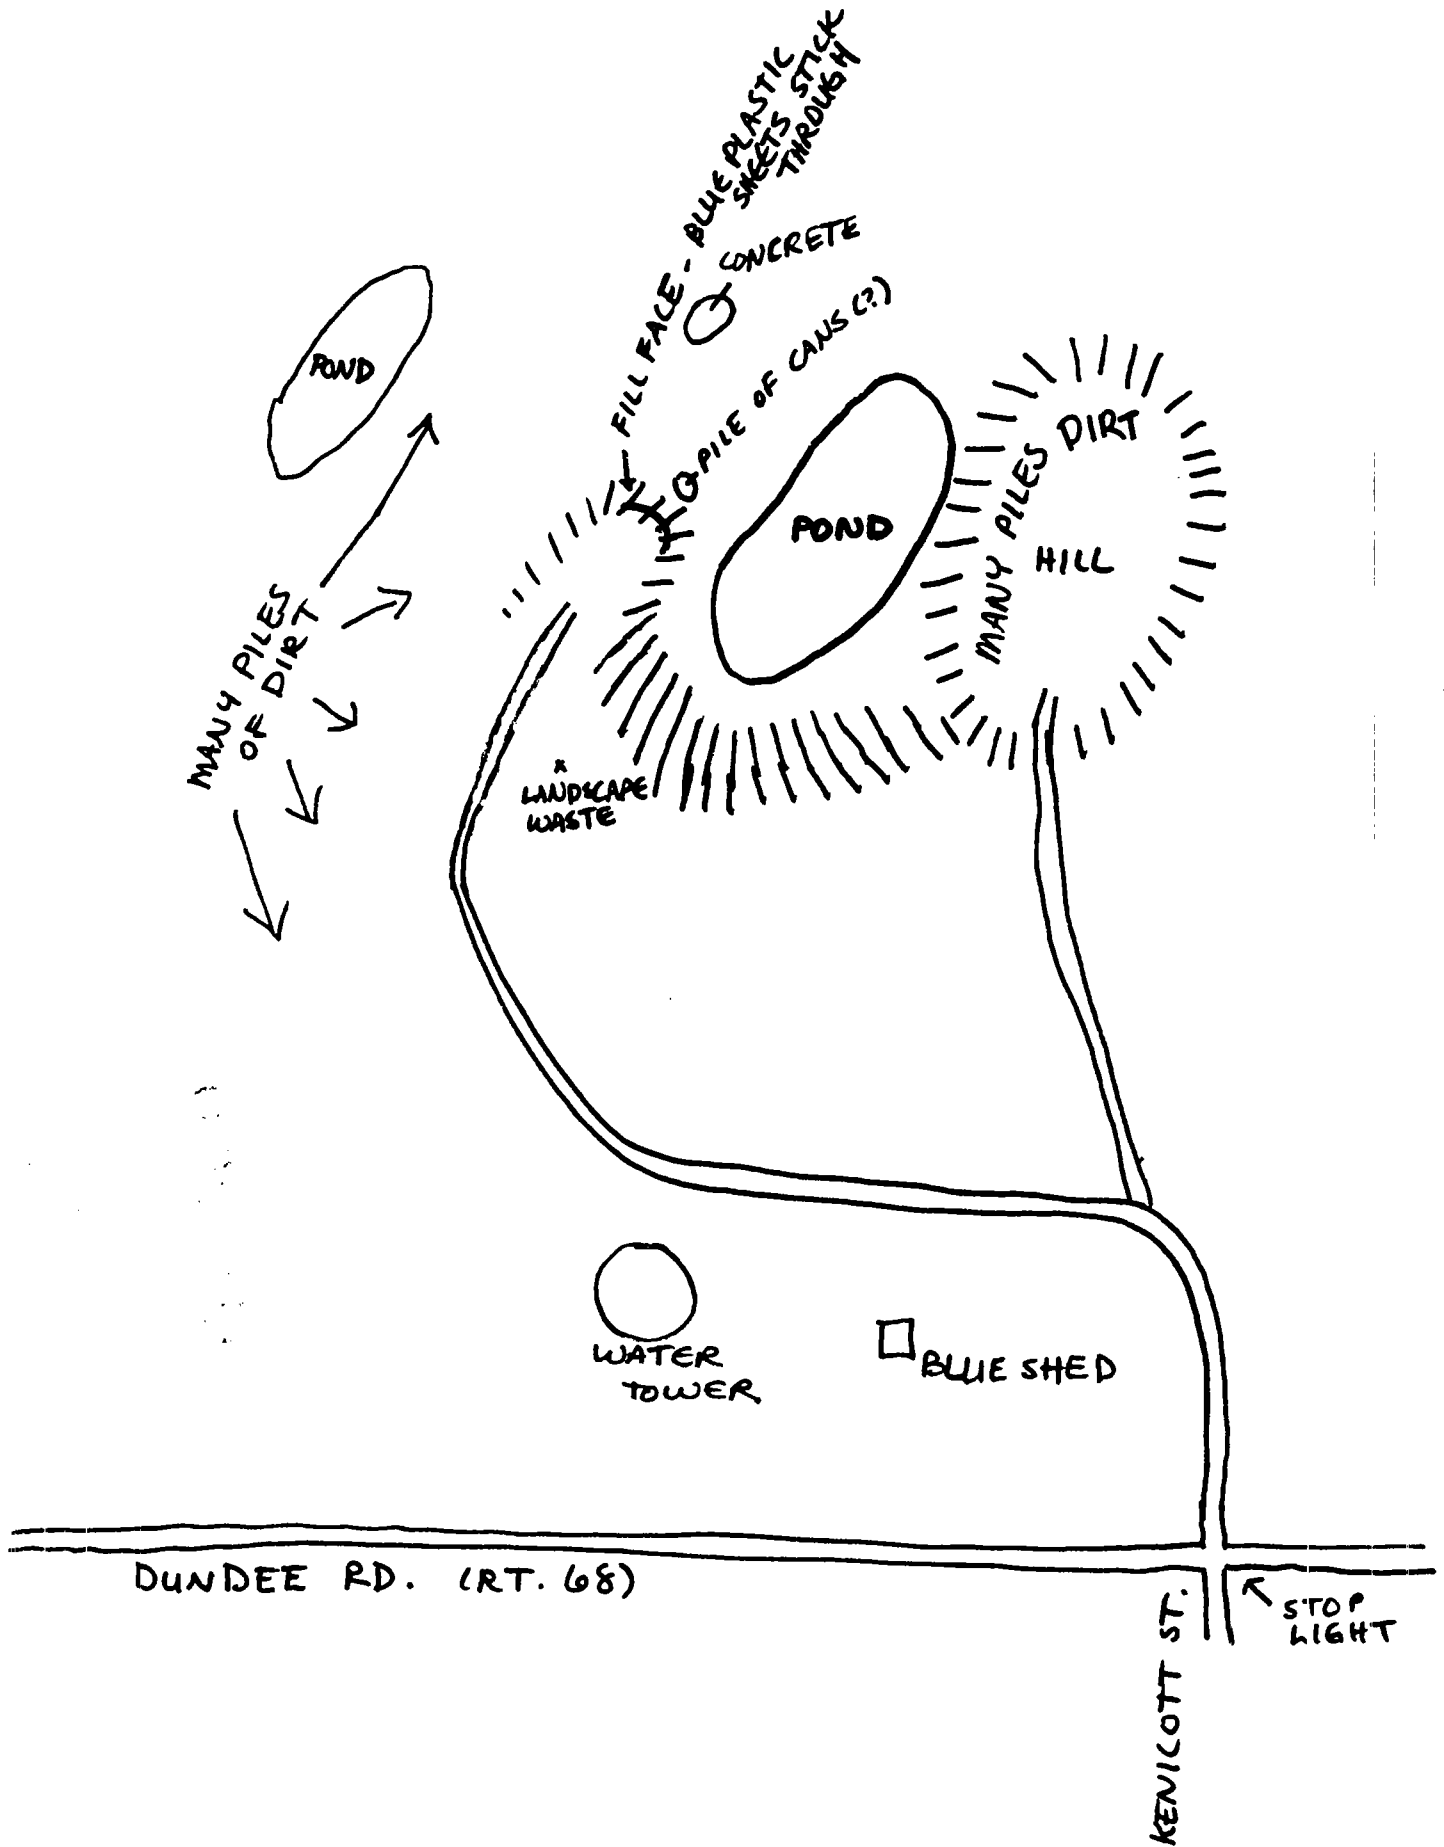 FILL FACE - BLUE PLASTIC
SHEETS STICK
THROUGH
CONCRETE
PILE OF CANS (?)
POND
POND
DIRT
MANY PILES
HILL
MANY PILES
OF DIRT
x
LANDSCAPE
WASTE
WATER
TOWER
BLUE SHED
DUNDEE RD. (RT. 68)
STOP
LIGHT
KENICOTT ST.